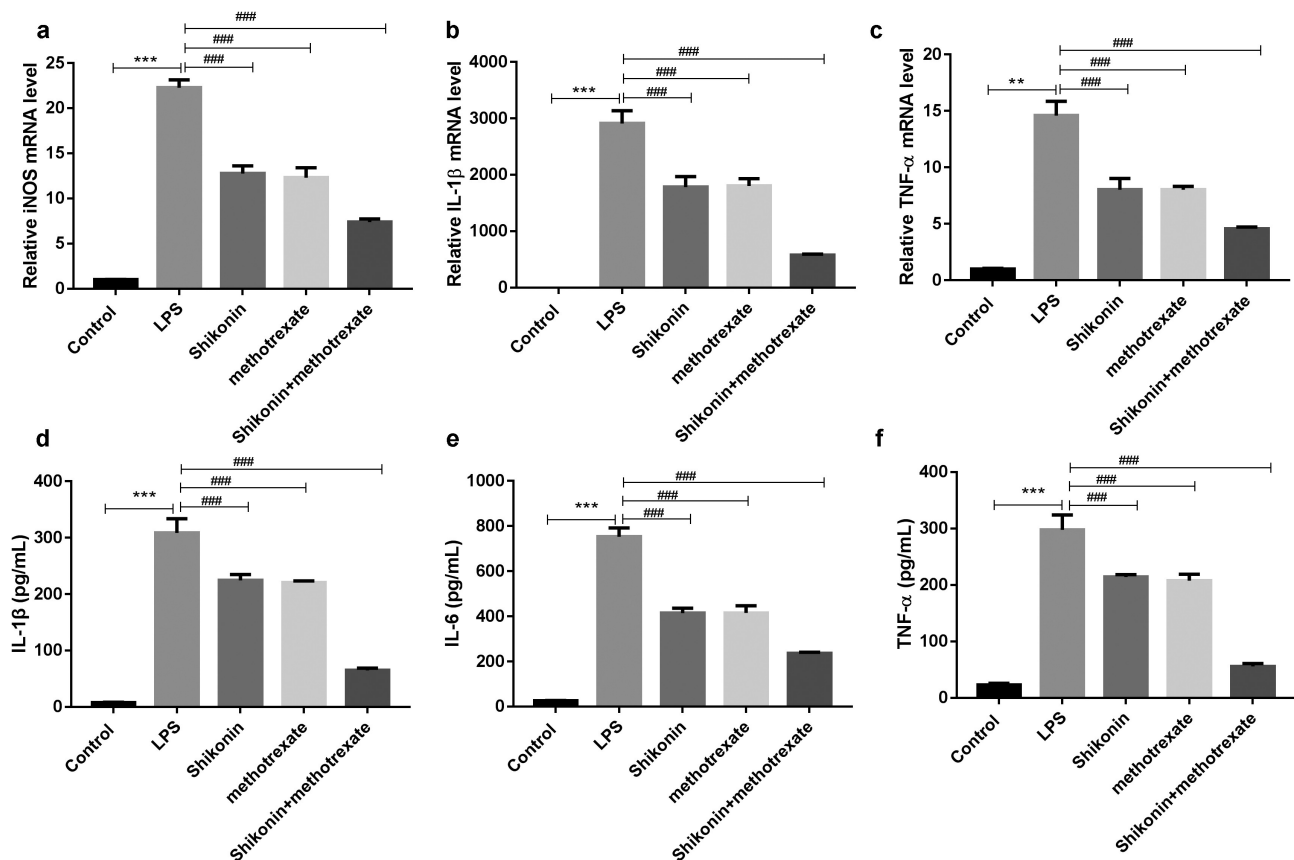 a
###
###
***
###
Relative iNOS mRNA level
25
20
15
10
5
0
Control
LPS
Shikonin
methotrexate
Shikonin+methotrexate
b
###
###
***
###
Relative IL-1β mRNA level
4000
3000
2000
1000
0
Control
LPS
Shikonin
methotrexate
Shikonin+methotrexate
c
###
###
**
###
Relative TNF-α mRNA level
20
15
10
5
0
Control
LPS
Shikonin
methotrexate
Shikonin+methotrexate
d
###
###
***
###
IL-1β (pg/mL)
400
300
200
100
0
Control
LPS
Shikonin
methotrexate
Shikonin+methotrexate
e
###
###
***
###
IL-6 (pg/mL)
1000
800
600
400
200
0
Control
LPS
Shikonin
methotrexate
Shikonin+methotrexate
f
###
###
***
###
TNF-α (pg/mL)
400
300
200
100
0
Control
LPS
Shikonin
methotrexate
Shikonin+methotrexate